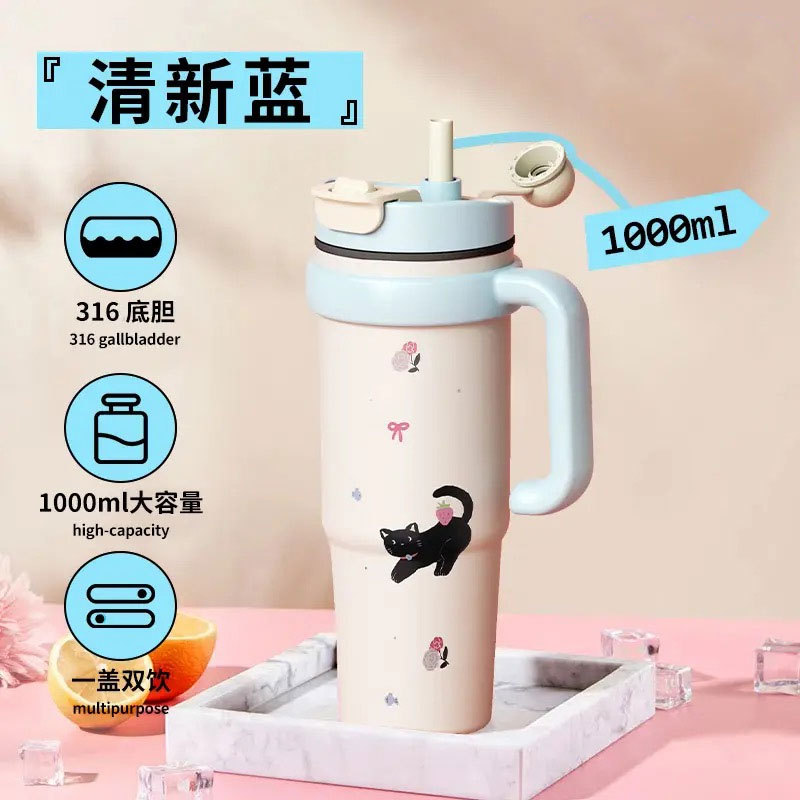 『清新蓝』
1000ml
316 底胆
316 gallbladder
1000ml大容量
high-capacity
一盖双饮
multipurpose